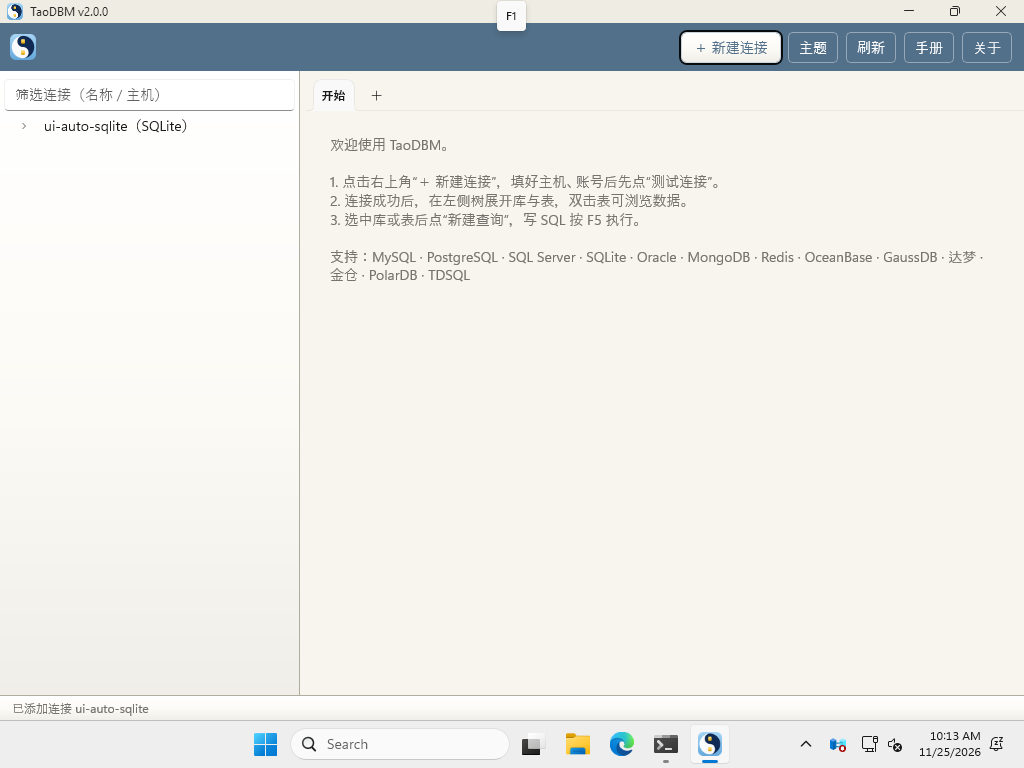 TaoDBM v2.0.0
F1
＋ 新建连接
主题
刷新
手册
关于
筛选连接（名称 / 主机）
ui-auto-sqlite（SQLite）
开始
+
欢迎使用 TaoDBM。
1. 点击右上角“＋ 新建连接”，填好主机、账号后先点“测试连接”。
2. 连接成功后，在左侧树展开库与表，双击表可浏览数据。
3. 选中库或表后点“新建查询”，写 SQL 按 F5 执行。
支持：MySQL · PostgreSQL · SQL Server · SQLite · Oracle · MongoDB · Redis · OceanBase · GaussDB · 达梦 ·
金仓 · PolarDB · TDSQL
已添加连接 ui-auto-sqlite
Search
10:13 AM
11/25/2026